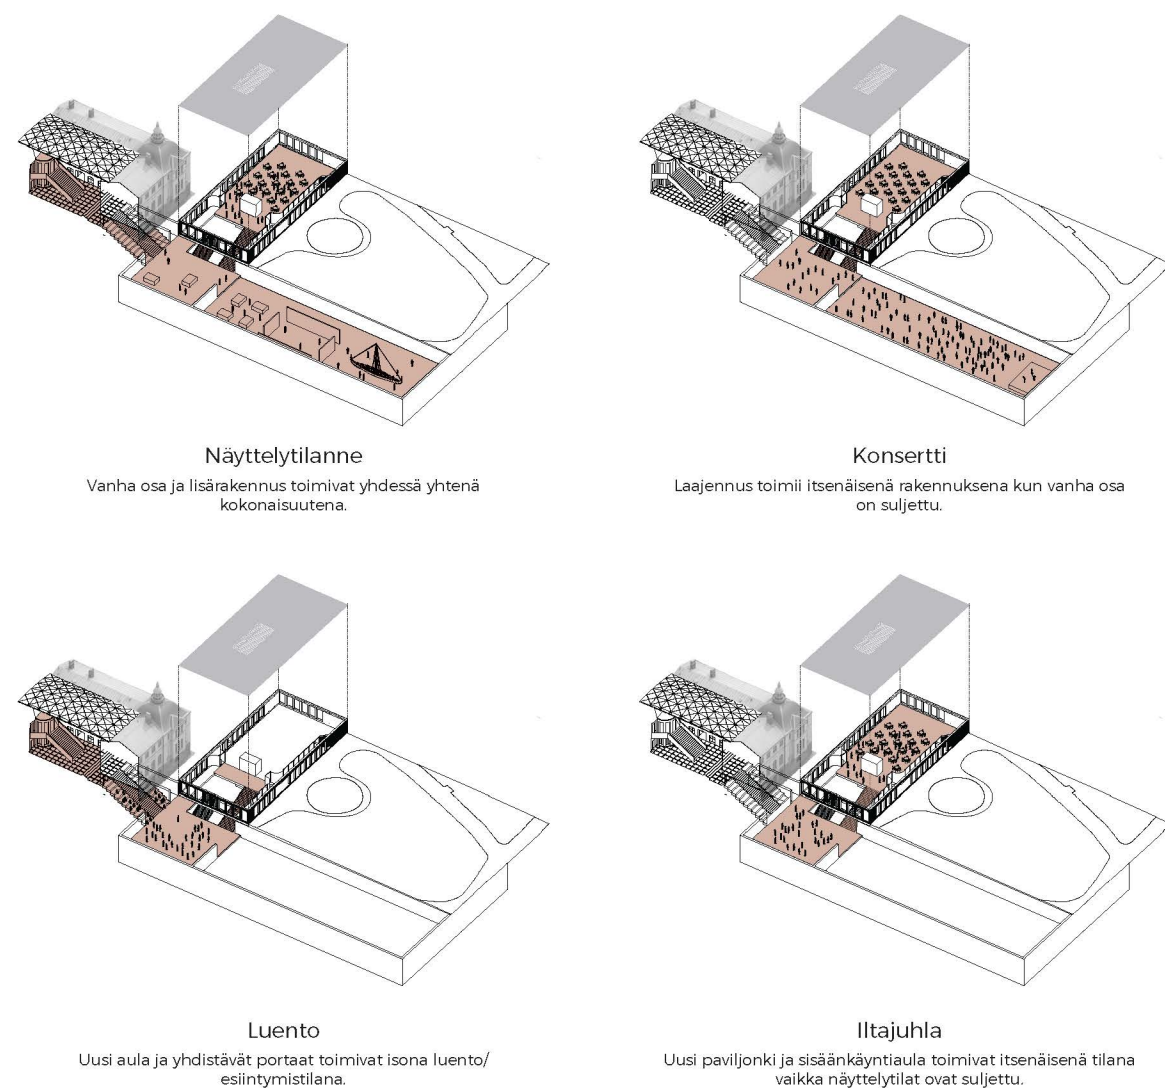 Näyttelytilanne
Vanha osa ja lisärakennus toimivat yhdessä yhtenä
kokonaisuutena.
Konsertti
Laajennus toimii itsenäisenä rakennuksena kun vanha osa
on suljettu.
Luento
Uusi aula ja yhdistävät portaat toimivat isona luento/
esiintymistilana.
Iltajuhla
Uusi paviljonki ja sisäänkäyntiaula toimivat itsenäisenä tilana
vaikka näyttelytilat ovat suljettu.